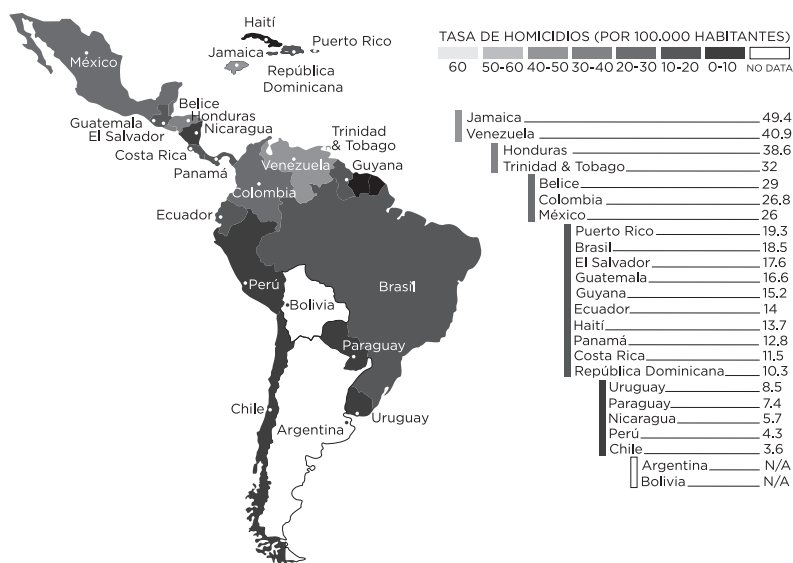 Haití
Puerto Rico
Jamaica
República
Dominicana
México
Belice
Honduras
Nicaragua
Guatemala
El Salvador
Costa Rica
Panamá
Trinidad
& Tobago
Guyana
Venezuela
Colombia
Ecuador
Perú
Brasil
Bolivia
Paraguay
Chile
Argentina
Uruguay
TASA DE HOMICIDIOS (POR 100.000 HABITANTES)
60 50-60 40-50 30-40 20-30 10-20 0-10 NO DATA
Jamaica 49.4
Venezuela 40.9
Honduras 38.6
Trinidad & Tobago 32
Belice 29
Colombia 26.8
México 26
Puerto Rico 19.3
Brasil 18.5
El Salvador 17.6
Guatemala 16.6
Guyana 15.2
Ecuador 14
Haití 13.7
Panamá 12.8
Costa Rica 11.5
República Dominicana 10.3
Uruguay 8.5
Paraguay 7.4
Nicaragua 5.7
Perú 4.3
Chile 3.6
Argentina N/A
Bolivia N/A